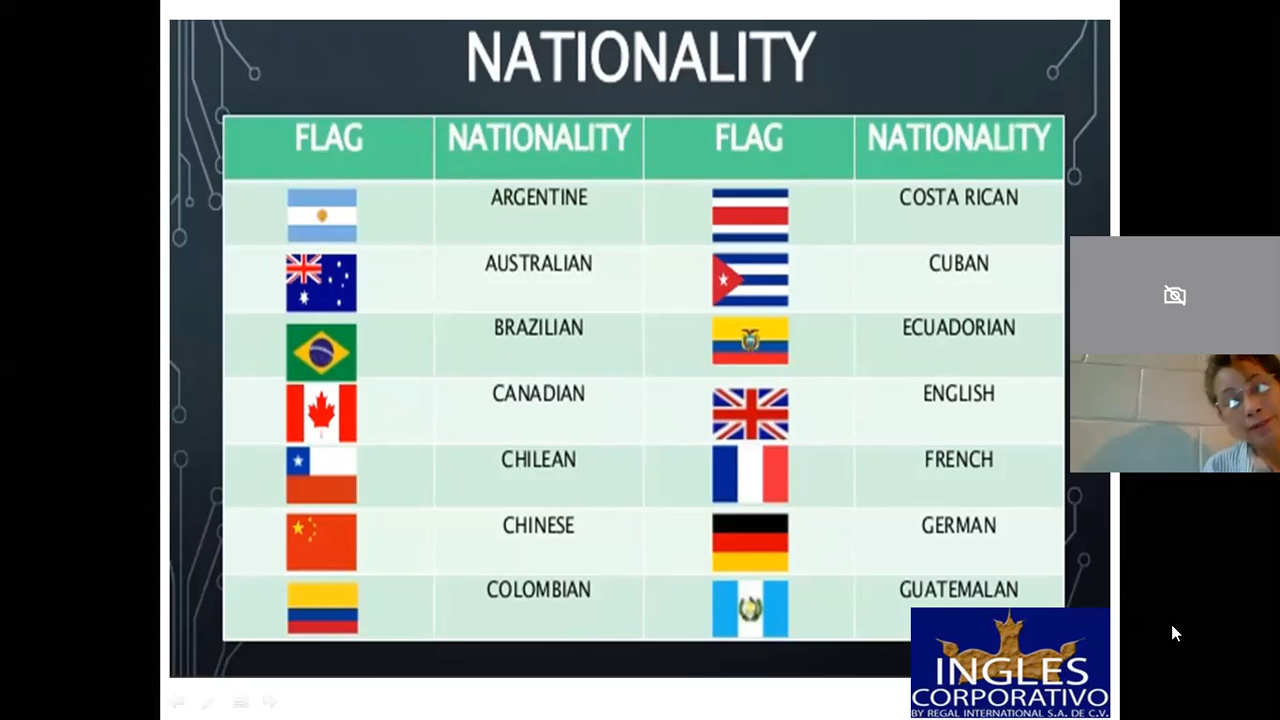 NATIONALITY
FLAG NATIONALITY FLAG NATIONALITY
ARGENTINE COSTA RICAN
AUSTRALIAN CUBAN
BRAZILIAN ECUADORIAN
CANADIAN ENGLISH
CHILEAN FRENCH
CHINESE GERMAN
COLOMBIAN GUATEMALAN
INGLES
CORPORATIVO
BY REGAL INTERNATIONAL S.A. DE C.V.